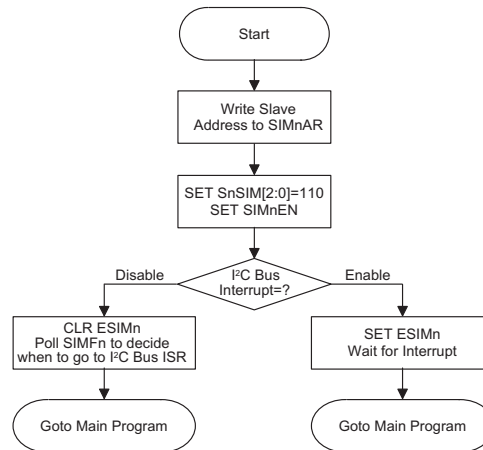 Start
Write Slave
Address to SIMnAR
SET SnSIM[2:0]=110
SET SIMnEN
I²C Bus
Interrupt=?
Disable
Enable
CLR ESIMn
Poll SIMFn to decide
when to go to I²C Bus ISR
SET ESIMn
Wait for Interrupt
Goto Main Program
Goto Main Program